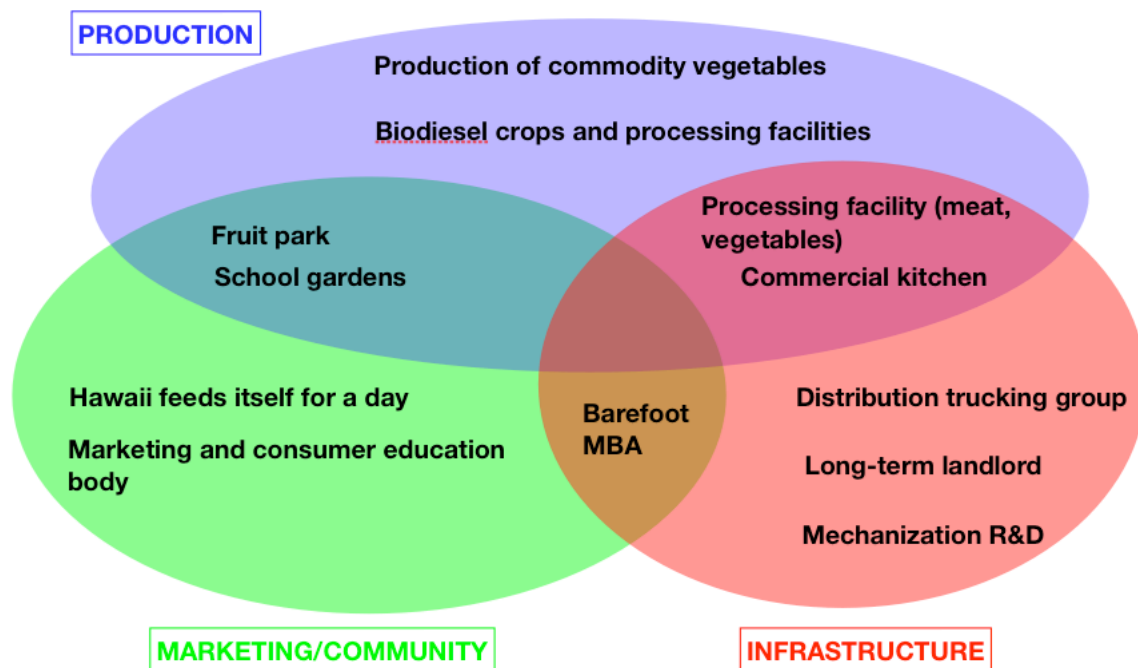 PRODUCTION
Production of commodity vegetables
Biodiesel crops and processing facilities
Processing facility (meat,
vegetables)
Commercial kitchen
Fruit park
School gardens
Hawaii feeds itself for a day
Marketing and consumer education
body
Barefoot
MBA
Distribution trucking group
Long-term landlord
Mechanization R&D
MARKETING/COMMUNITY
INFRASTRUCTURE